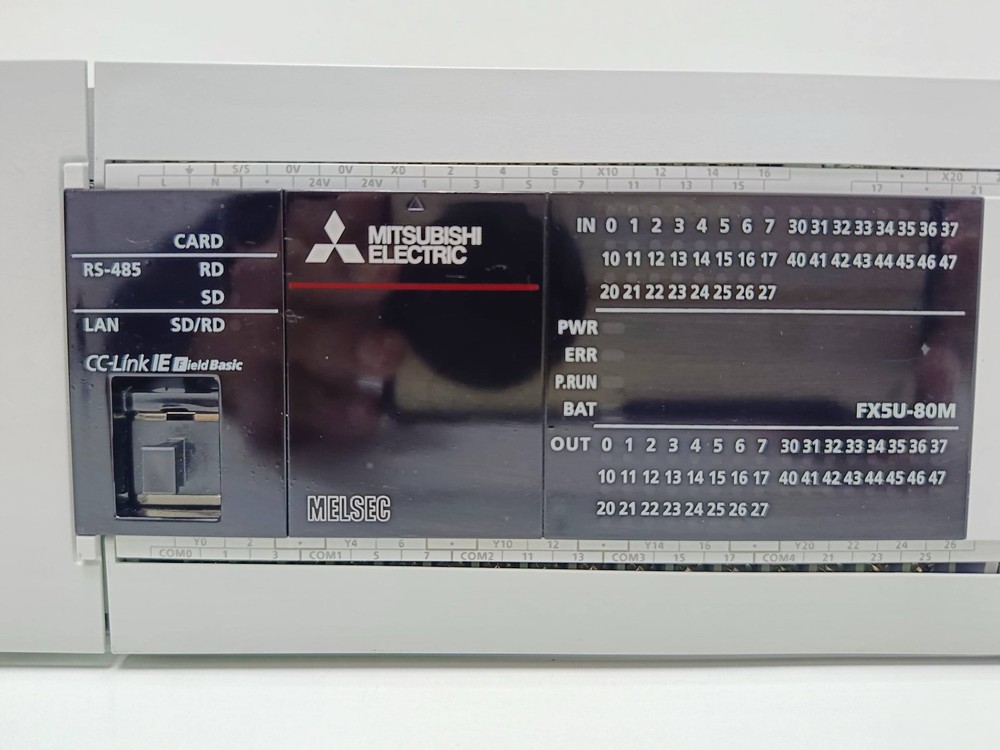 S/S 0V 0V X0 2 4 6 X10 12 14 16 X20
L N • 24V 24V 1 3 5 7 11 13 15 17 • 21
CARD
RS-485 RD
SD
LAN SD/RD
CC-Link IE Field Basic
MITSUBISHI
ELECTRIC
MELSEC
IN 0 1 2 3 4 5 6 7 30 31 32 33 34 35 36 37
10 11 12 13 14 15 16 17 40 41 42 43 44 45 46 47
20 21 22 23 24 25 26 27
PWR
ERR
P.RUN
BAT FX5U-80M
OUT 0 1 2 3 4 5 6 7 30 31 32 33 34 35 36 37
10 11 12 13 14 15 16 17 40 41 42 43 44 45 46 47
20 21 22 23 24 25 26 27
Y0 2 • Y4 6 • Y10 12 • Y14 16 • Y20 22 24 26
COM0 1 3 COM1 5 7 COM2 11 13 COM3 15 17 COM4 21 23 25